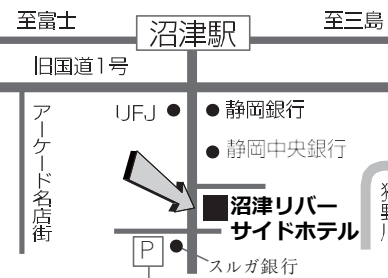 至富士
沼津駅
至三島
旧国道1号
アーケード名店街
UFJ
静岡銀行
静岡中央銀行
沼津リバー
サイドホテル
P
スルガ銀行